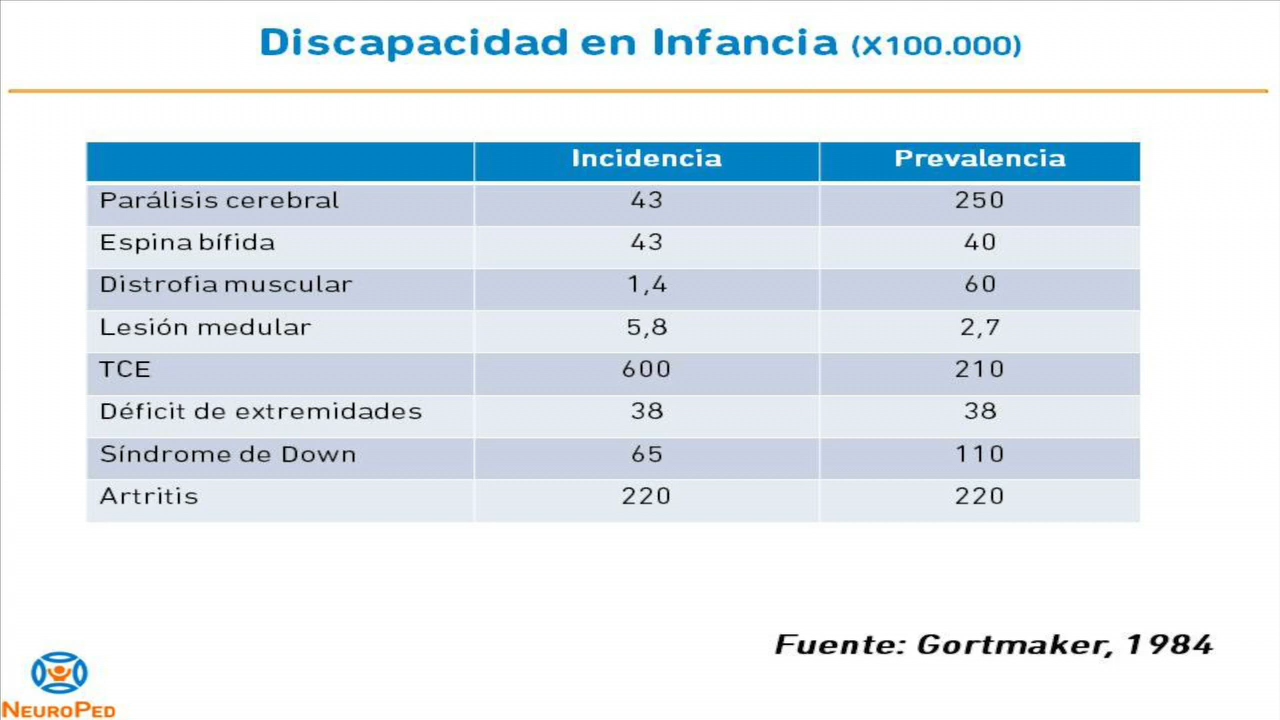 Discapacidad en Infancia (X100.000)
Incidencia Prevalencia
Parálisis cerebral 43 250
Espina bífida 43 40
Distrofia muscular 1,4 60
Lesión medular 5,8 2,7
TCE 600 210
Déficit de extremidades 38 38
Síndrome de Down 65 110
Artritis 220 220
Fuente: Gortmaker, 1984
NEUROPED